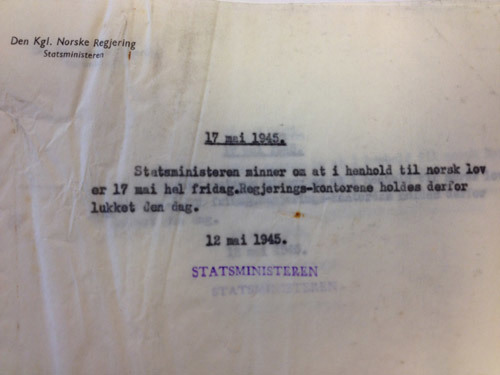 Den Kgl. Norske Regjering
Statsministeren
17 mai 1945.
Statsministeren minner om at i henhold til norsk lov
er 17 mai hel fridag.Regjerings-kontorene holdes derfor
lukket den dag.
12 mai 1945.
STATSMINISTEREN
STATSMINISTEREN